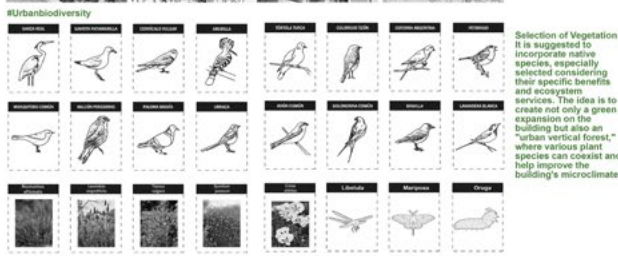 #Urbanbiodiversity
GARZA REAL
GAVIOTA PATIAMARILLA
CERNÍCALO VULGAR
ABUBILLA
TÓRTOLA TURCA
COLIRROJO TIZÓN
COTORRA ARGENTINA
PETIRROJO
MOSQUITERO COMÚN
HALCÓN PEREGRINO
PALOMA BRAVÍA
URRACA
AVIÓN COMÚN
GOLONDRINA COMÚN
LAVANDERA BLANCA
Rosmarinus officinalis
Libelula
Mariposa
Oruga
Selection of Vegetation
It is suggested to
incorporate native
species, especially
selected considering
their specific benefits
and ecosystem
services. The idea is to
create not only a green
expansion on the
building but also an
"urban vertical forest,"
where various plant
species can coexist and
help improve the
building's microclimate